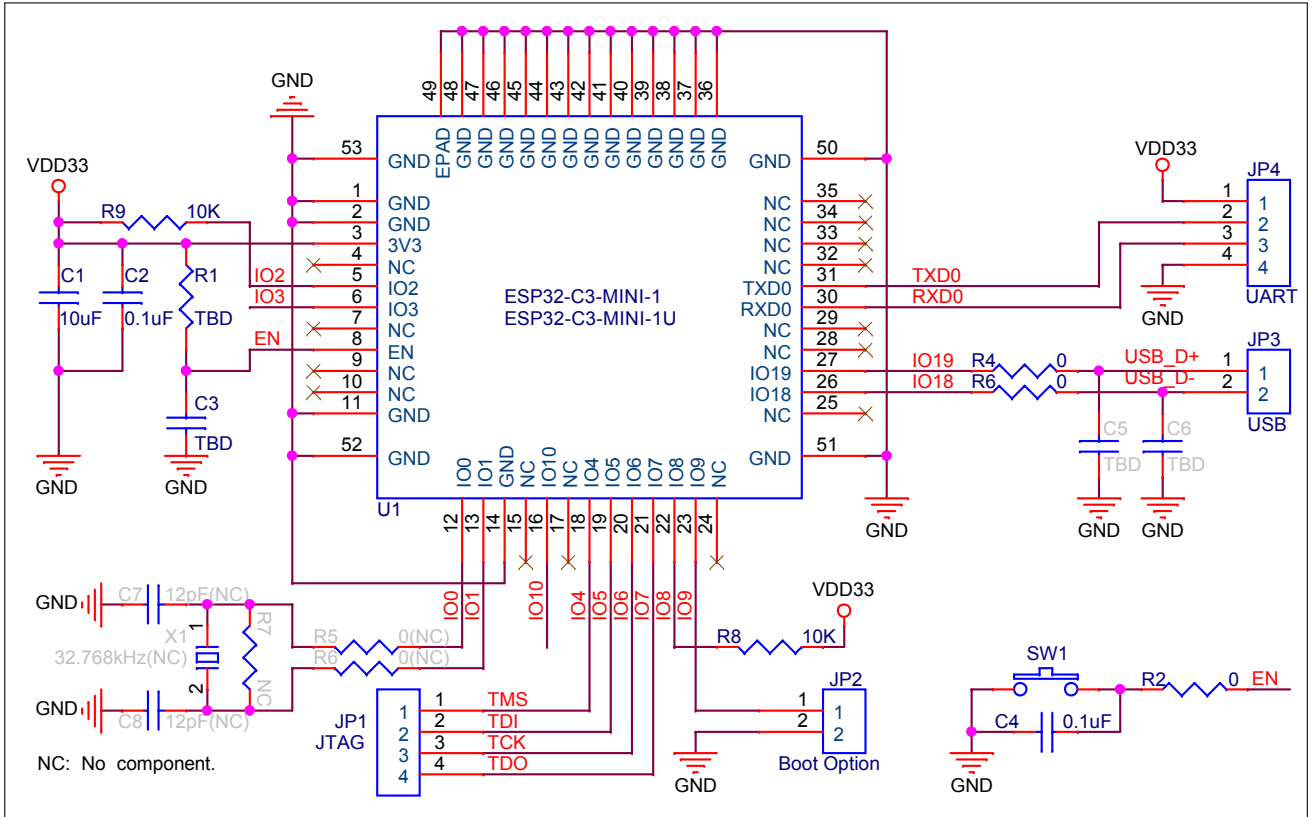 49 48 47 46 45 44 43 42 41 40 39 38 37 36
EPAD GND GND GND GND GND GND GND GND GND GND GND GND GND
GND
53 GND
1 GND
2 GND
3 3V3
4 NC
IO2 5 IO2
IO3 6 IO3
7 NC
EN 8 EN
9 NC
10 NC
11 GND
52 GND
VDD33
R9 10K
C1 10uF
C2 0.1uF
R1 TBD
C3 TBD
GND
GND
ESP32-C3-MINI-1
ESP32-C3-MINI-1U
U1
GND 50
NC 35
NC 34
NC 33
NC 32
TXD0 31 TXD0
RXD0 30 RXD0
NC 29
NC 28
IO19 27 IO19 R4 0 USB_D+
IO18 26 IO18 R6 0 USB_D-
NC 25
GND 51
GND
VDD33
JP4
1 1
2 2
3 3
4 4
UART
GND
JP3
1 1
2 2
USB
C5 TBD
C6 TBD
GND
GND
IO0 IO1 GND NC IO10 NC IO4 IO5 IO6 IO7 IO8 IO9 NC
12 13 14 15 16 17 18 19 20 21 22 23 24
IO0 IO1 IO10 IO4 IO5 IO6 IO7 IO8 IO9
GND C7 12pF(NC)
X1 1
32.768kHz(NC)
2
R7 NC
GND C8 12pF(NC)
R5 0(NC)
R6 0(NC)
NC: No component.
JP1
JTAG
1 1 TMS
2 2 TDI
3 3 TCK
4 4 TDO
R8 10K
VDD33
JP2
1 1
2 2
Boot Option
GND
SW1
R2 0 EN
C4 0.1uF
GND